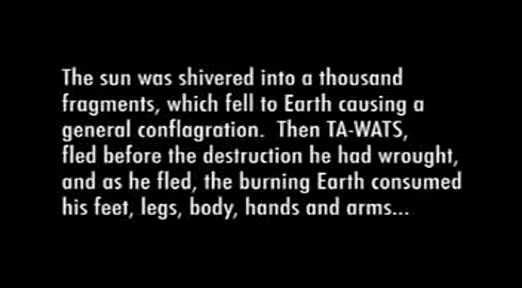 The sun was shivered into a thousand
fragments, which fell to Earth causing a
general conflagration.  Then TA-WATS,
fled before the destruction he had wrought,
and as he fled, the burning Earth consumed
his feet, legs, body, hands and arms...